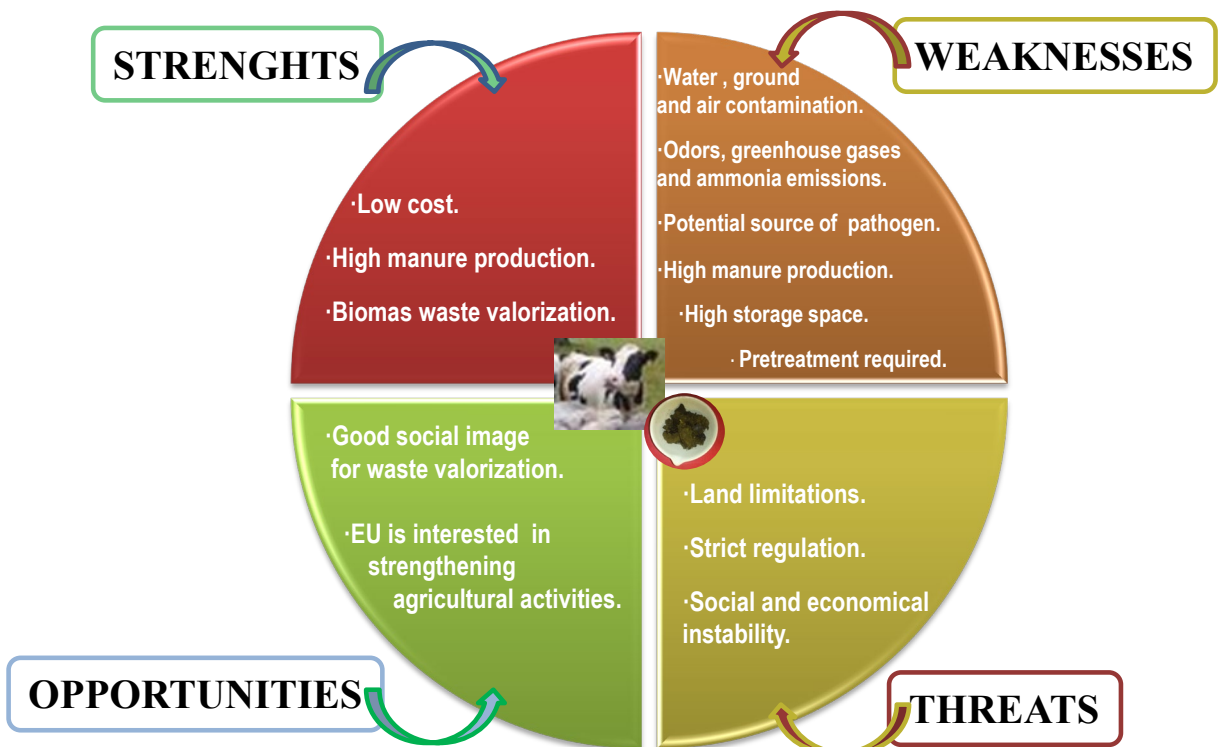 STRENGHTS
·Low cost.
·High manure production.
·Biomas waste valorization.
WEAKNESSES
·Water , ground
and air contamination.
·Odors, greenhouse gases
and ammonia emissions.
·Potential source of pathogen.
·High manure production.
·High storage space.
· Pretreatment required.
·Good social image
for waste valorization.
·EU is interested in
strengthening
agricultural activities.
OPPORTUNITIES
·Land limitations.
·Strict regulation.
·Social and economical
instability.
THREATS